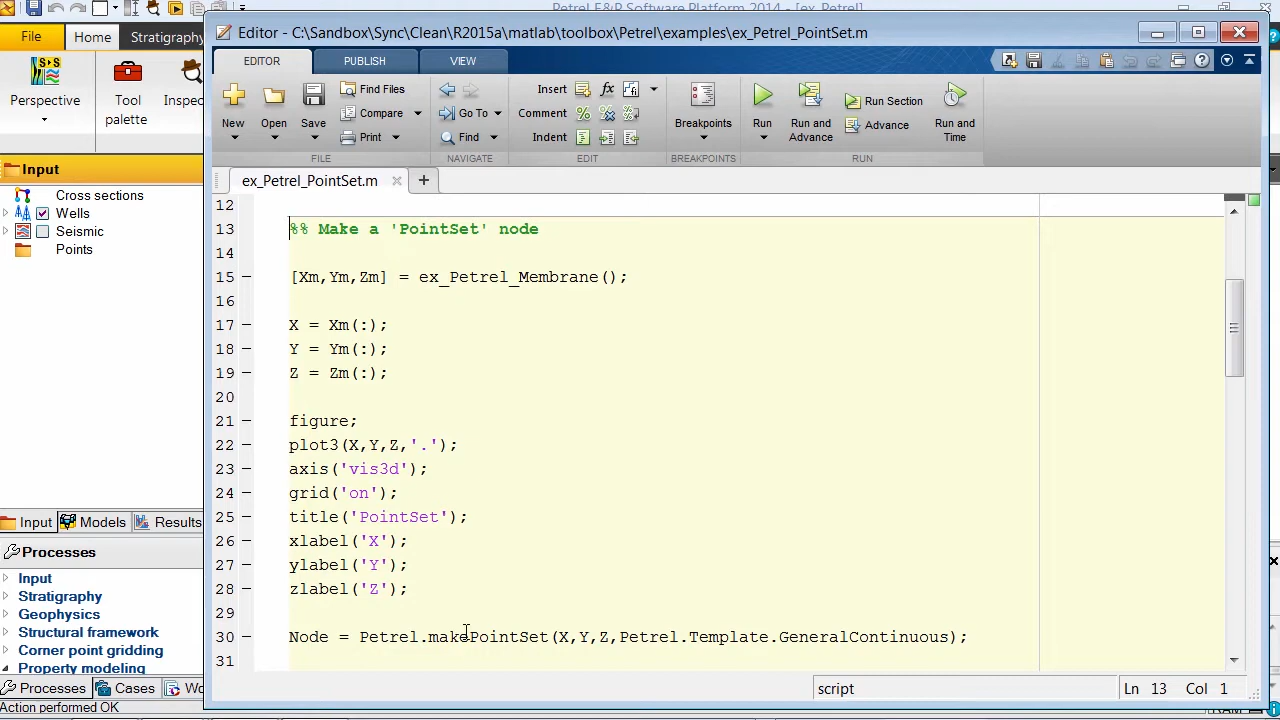 Petrel E&R Software Platform 2014 - [ex_Petrel]
Editor - C:\Sandbox\Sync\Clean\R2015a\matlab\toolbox\Petrel\examples\ex_Petrel_PointSet.m
File
Home
Stratigraphy
EDITOR
PUBLISH
VIEW
Perspective
Tool palette
Inspec
New
Open
Save
Find Files
Compare
Print
Go To
Find
Insert
Comment
Indent
fx
Breakpoints
Run
Run and Advance
Run Section
Advance
Run and Time
FILE
NAVIGATE
EDIT
BREAKPOINTS
RUN
Input
Cross sections
Wells
Seismic
Points
ex_Petrel_PointSet.m
12
13 %% Make a 'PointSet' node
14
15 [Xm,Ym,Zm] = ex_Petrel_Membrane();
16
17 X = Xm(:);
18 Y = Ym(:);
19 Z = Zm(:);
20
21 figure;
22 plot3(X,Y,Z,'.');
23 axis('vis3d');
24 grid('on');
25 title('PointSet');
26 xlabel('X');
27 ylabel('Y');
28 zlabel('Z');
29
30 Node = Petrel.makePointSet(X,Y,Z,Petrel.Template.GeneralContinuous);
31
Input
Models
Results
Processes
Input
Stratigraphy
Geophysics
Structural framework
Corner point gridding
Property modeling
Processes
Cases
Wo
Action performed OK
script
Ln 13 Col 1